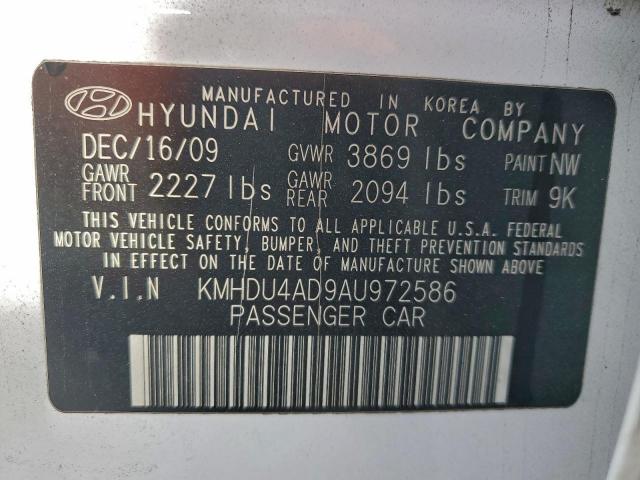 MANUFACTURED IN KOREA BY
HYUNDAI MOTOR COMPANY
DEC/16/09 GVWR 3869 lbs PAINT NW
GAWR FRONT 2227 lbs GAWR REAR 2094 lbs TRIM 9K
THIS VEHICLE CONFORMS TO ALL APPLICABLE U.S.A. FEDERAL
MOTOR VEHICLE SAFETY, BUMPER, AND THEFT PREVENTION STANDARDS
IN EFFECT ON THE DATE OF MANUFACTURE SHOWN ABOVE
V.I.N KMHDU4AD9AU972586
PASSENGER CAR